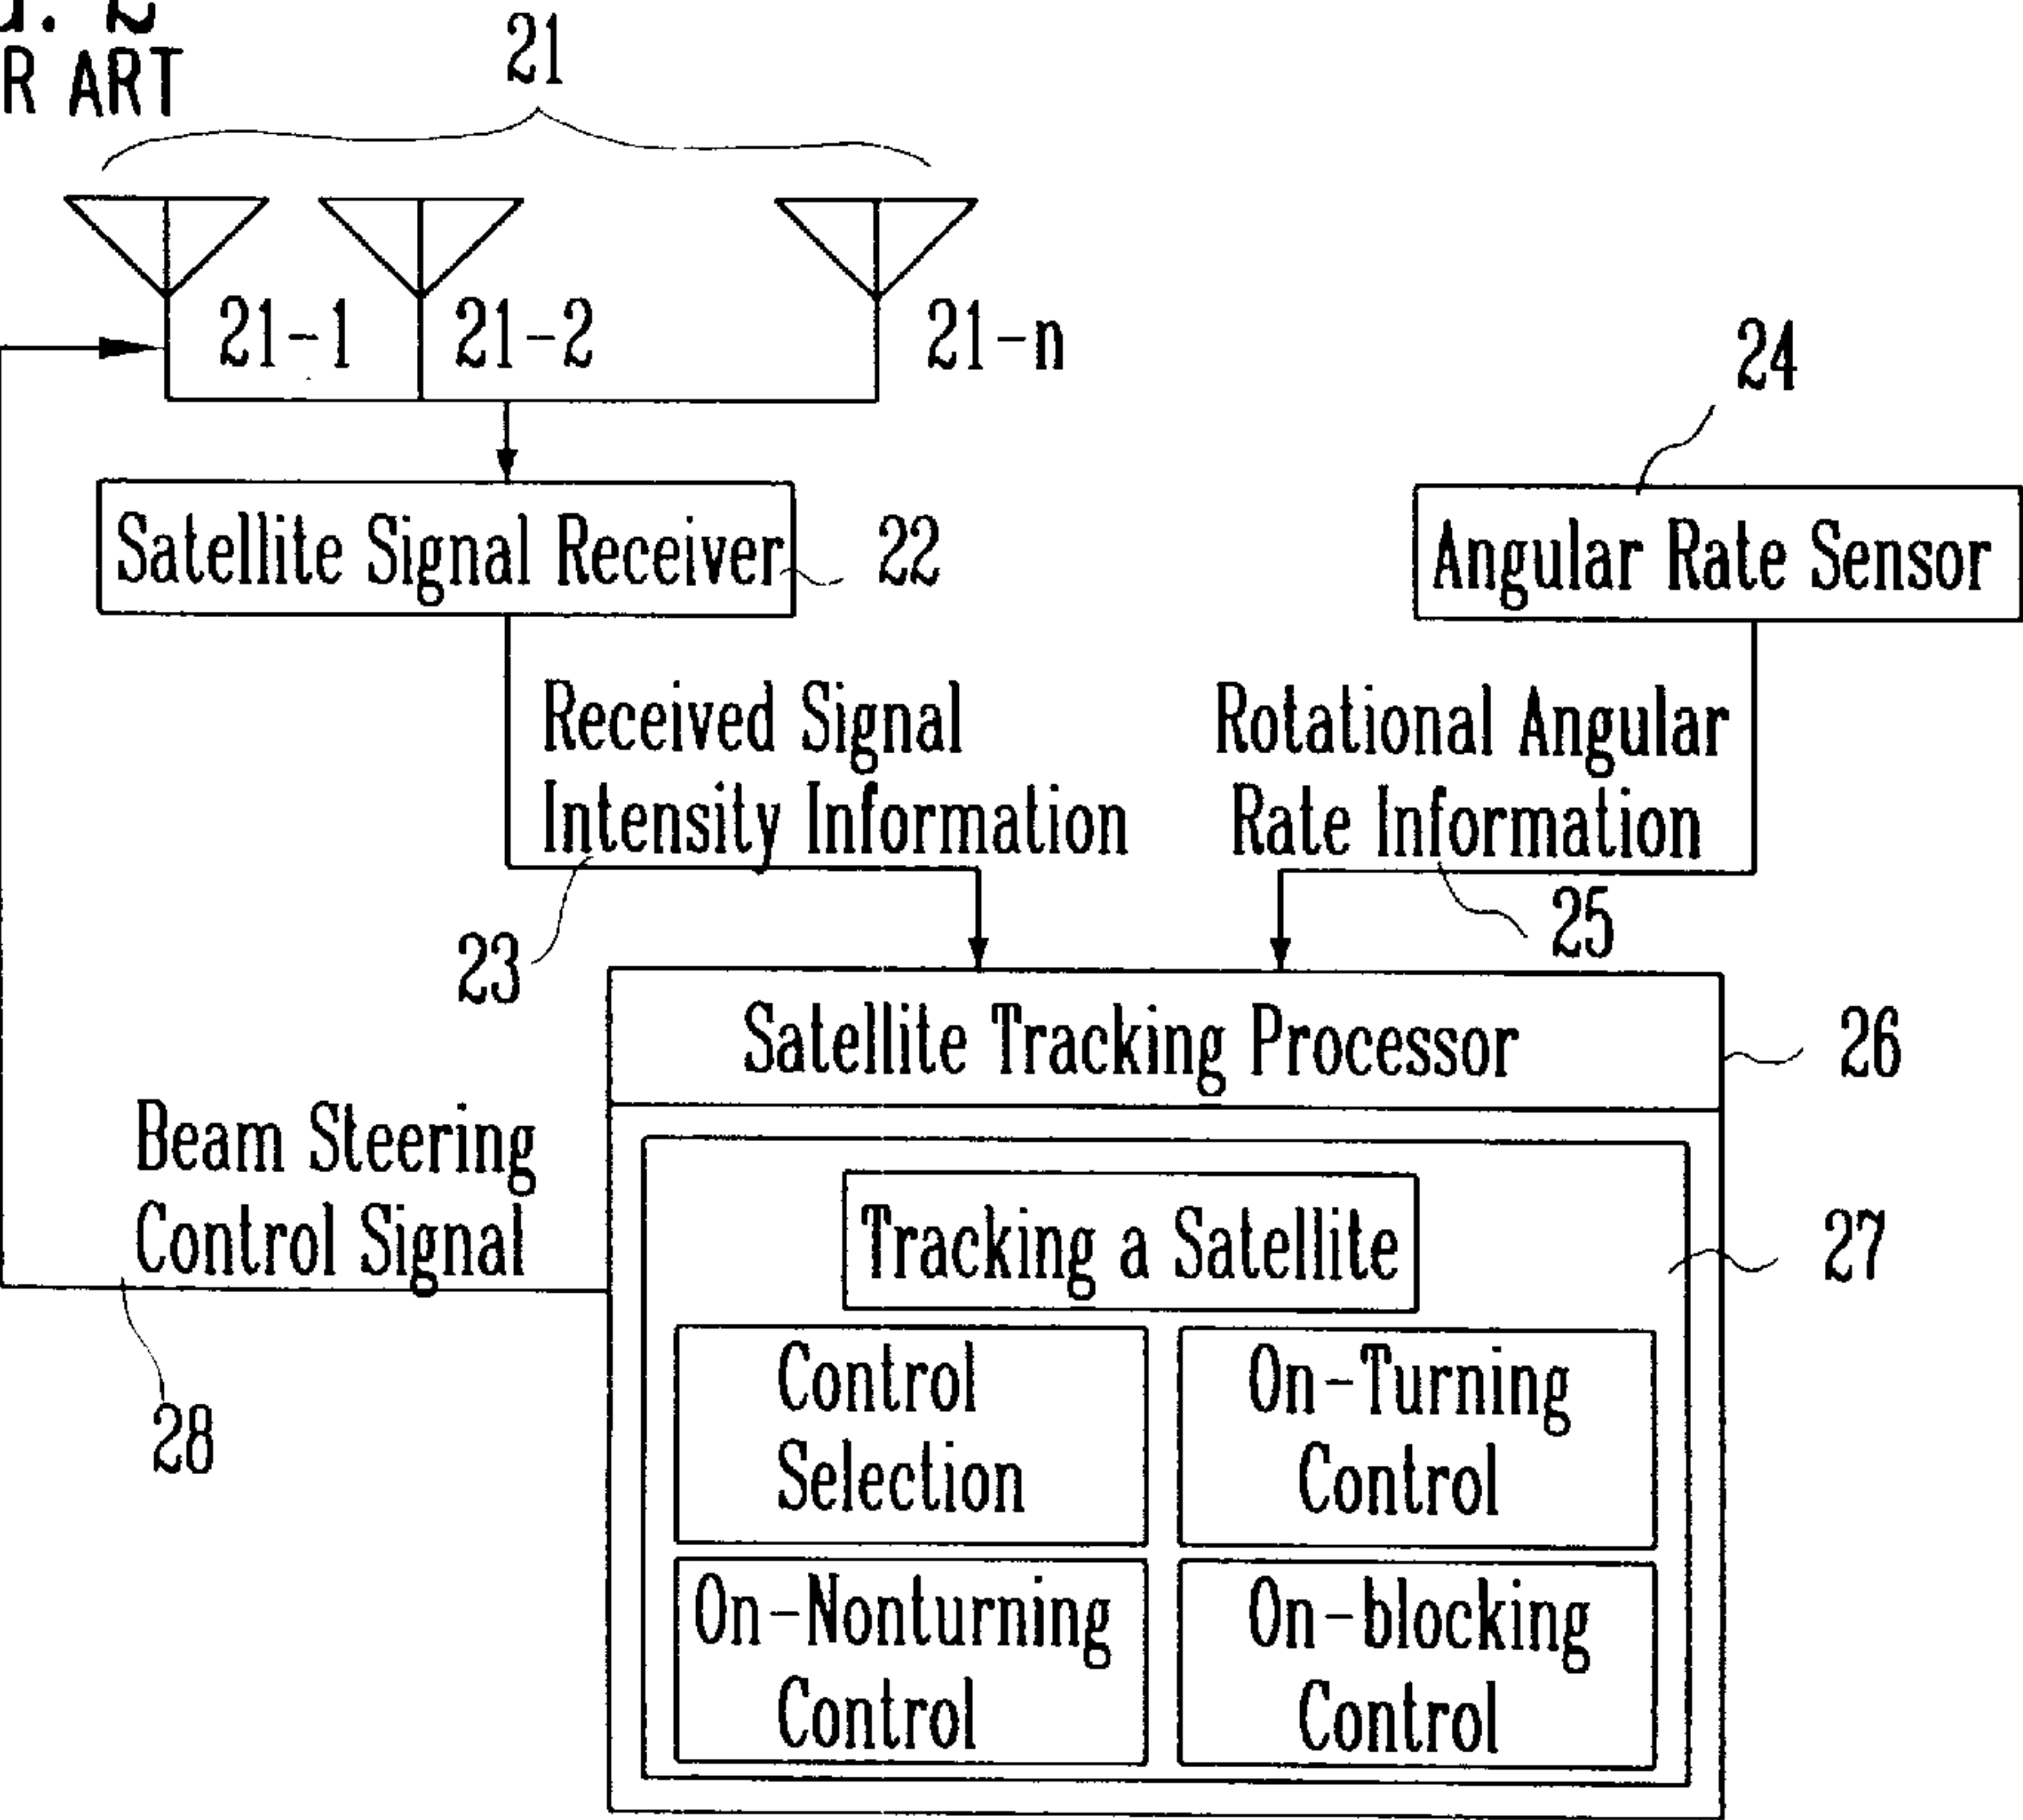 R ART
21
21-1
21-2
21-n
24
Satellite Signal Receiver
22
Angular Rate Sensor
Received Signal
Intensity Information
Rotational Angular
Rate Information
23
25
Satellite Tracking Processor
26
Beam Steering
Control Signal
Tracking a Satellite
27
Control
Selection
On-Turning
Control
28
On-Nonturning
Control
On-blocking
Control